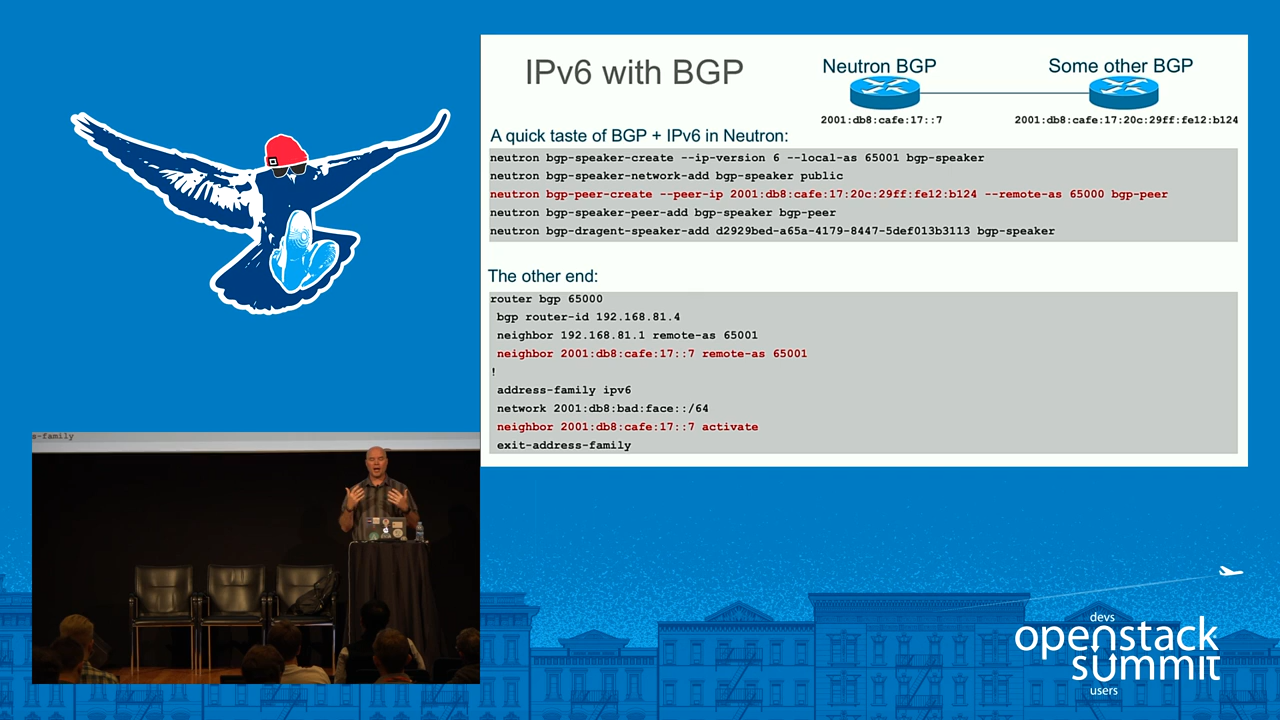 IPv6 with BGP
Neutron BGP
Some other BGP
2001:db8:cafe:17::7
2001:db8:cafe:17:20c:29ff:fe12:b124
A quick taste of BGP + IPv6 in Neutron:
neutron bgp-speaker-create --ip-version 6 --local-as 65001 bgp-speaker
neutron bgp-speaker-network-add bgp-speaker public
neutron bgp-peer-create --peer-ip 2001:db8:cafe:17:20c:29ff:fe12:b124 --remote-as 65000 bgp-peer
neutron bgp-speaker-peer-add bgp-speaker bgp-peer
neutron bgp-dragent-speaker-add d2929bed-a65a-4179-8447-5def013b3113 bgp-speaker
The other end:
router bgp 65000
bgp router-id 192.168.81.4
neighbor 192.168.81.1 remote-as 65001
neighbor 2001:db8:cafe:17::7 remote-as 65001
!
address-family ipv6
network 2001:db8:bad:face::/64
neighbor 2001:db8:cafe:17::7 activate
exit-address-family
s-family
devs
openstack
summit
users